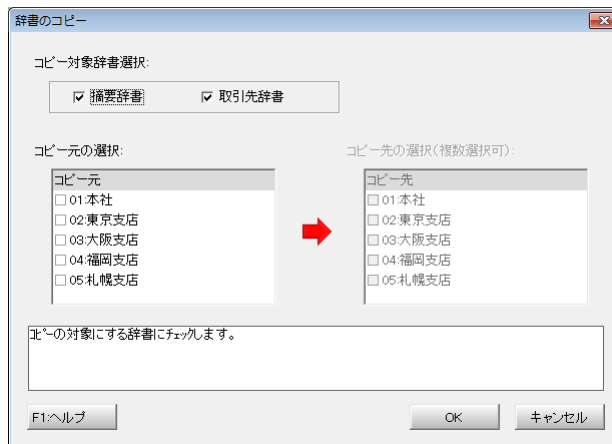 辞書のコピー
コピー対象辞書選択:
摘要辞書 取引先辞書
コピー元の選択:
コピー元
01:本社
02:東京支店
03:大阪支店
04:福岡支店
05:札幌支店
コピー先の選択(複数選択可):
コピー先
01:本社
02:東京支店
03:大阪支店
04:福岡支店
05:札幌支店
ｺﾋﾟｰの対象にする辞書にﾁｪｯｸします。
F1:ヘルプ OK キャンセル